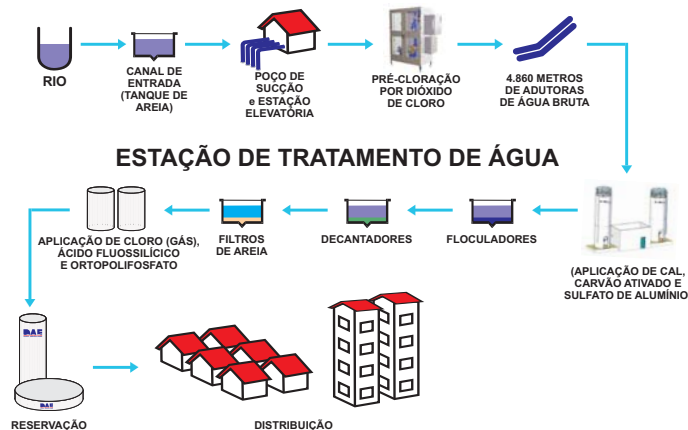 RIO
CANAL DE
ENTRADA
(TANQUE DE
AREIA)
POÇO DE
SUCÇÃO
e ESTAÇÃO
ELEVATÓRIA
PRÉ-CLORAÇÃO
POR DIÓXIDO
DE CLORO
4.860 METROS
DE ADUTORAS
DE ÁGUA BRUTA
ESTAÇÃO DE TRATAMENTO DE ÁGUA
(APLICAÇÃO DE CAL,
CARVÃO ATIVADO E
SULFATO DE ALUMÍNIO
FLOCULADORES
DECANTADORES
FILTROS
DE AREIA
APLICAÇÃO DE CLORO (GÁS),
ÁCIDO FLUOSSILÍCICO
E ORTOPOLIFOSFATO
DAE
DAE
RESERVAÇÃO
DISTRIBUIÇÃO